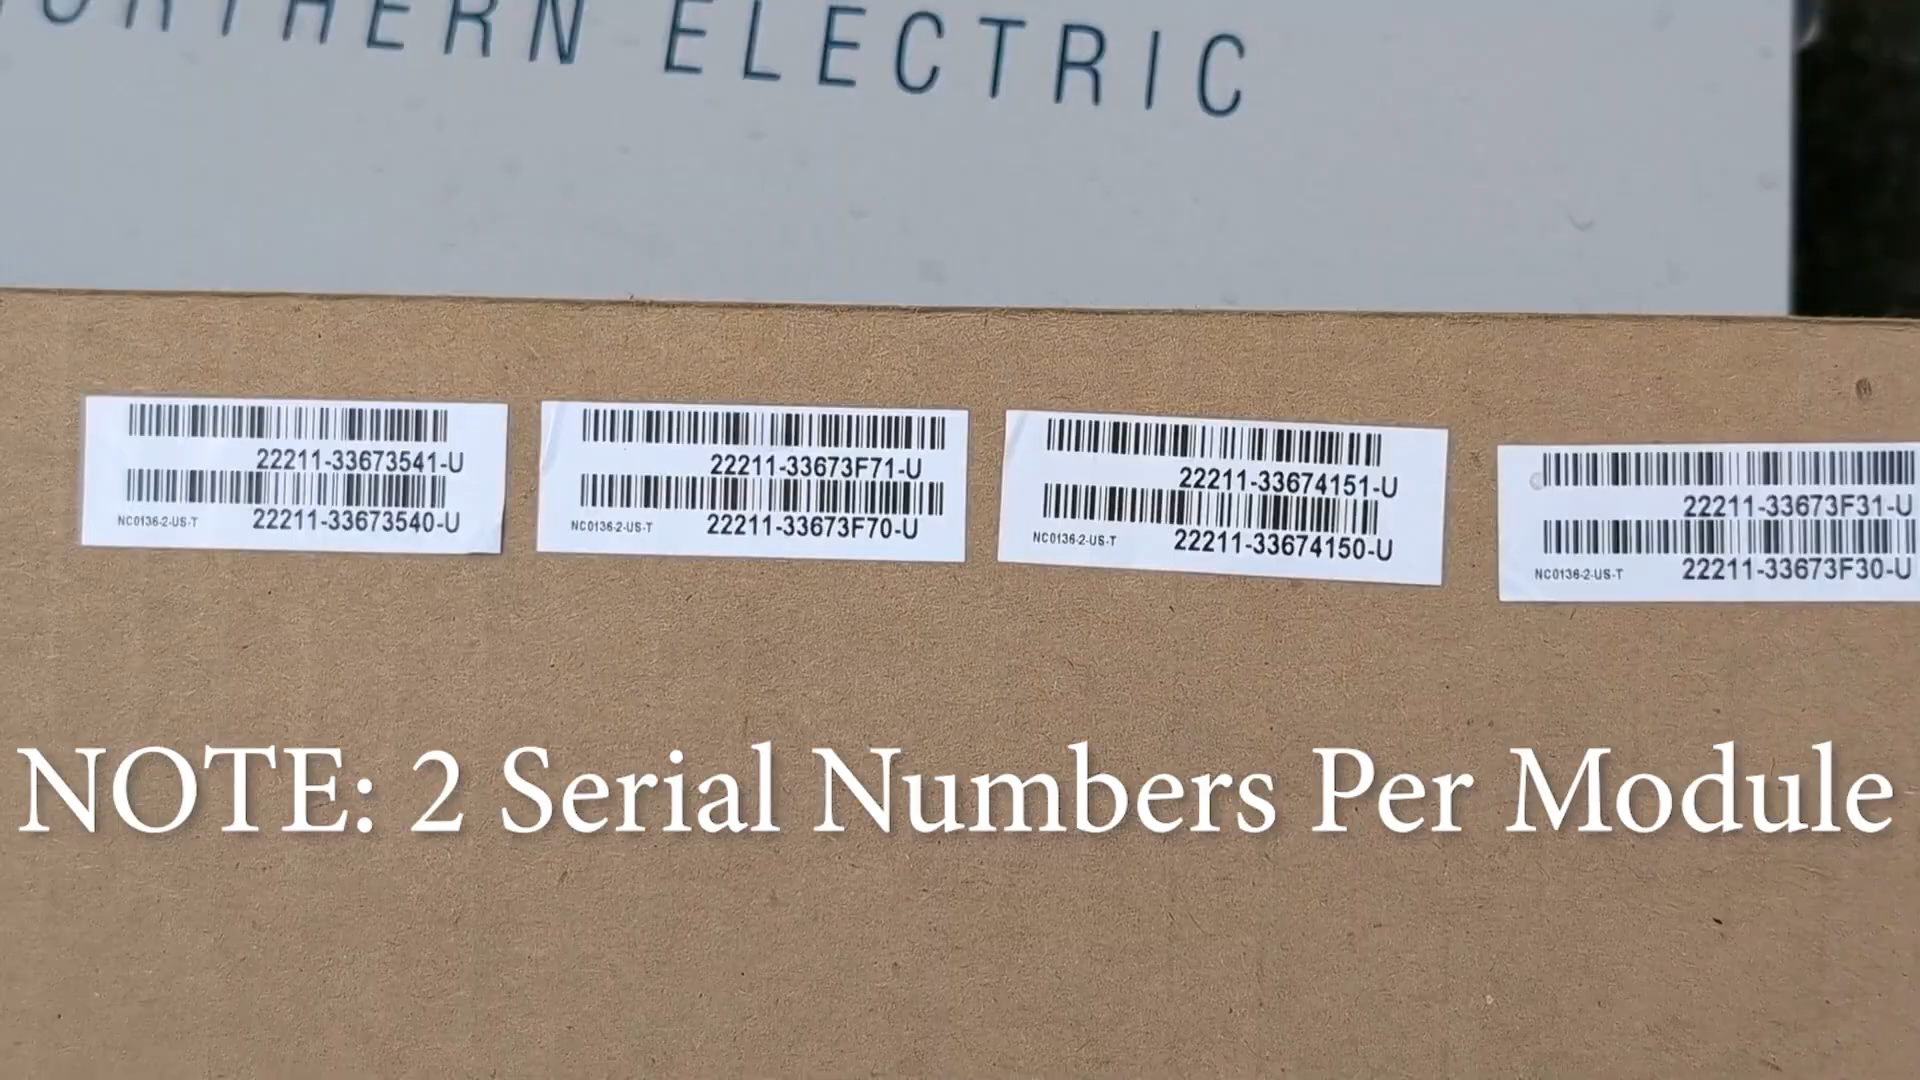 NORTHERN ELECTRIC
22211-33673541-U
NC0136-2-US-T 22211-33673540-U
22211-33673F71-U
NC0136-2-US-T 22211-33673F70-U
22211-33674151-U
NC0136-2-US-T 22211-33674150-U
22211-33673F31-U
NC0136-2-US-T 22211-33673F30-U
NOTE: 2 Serial Numbers Per Module